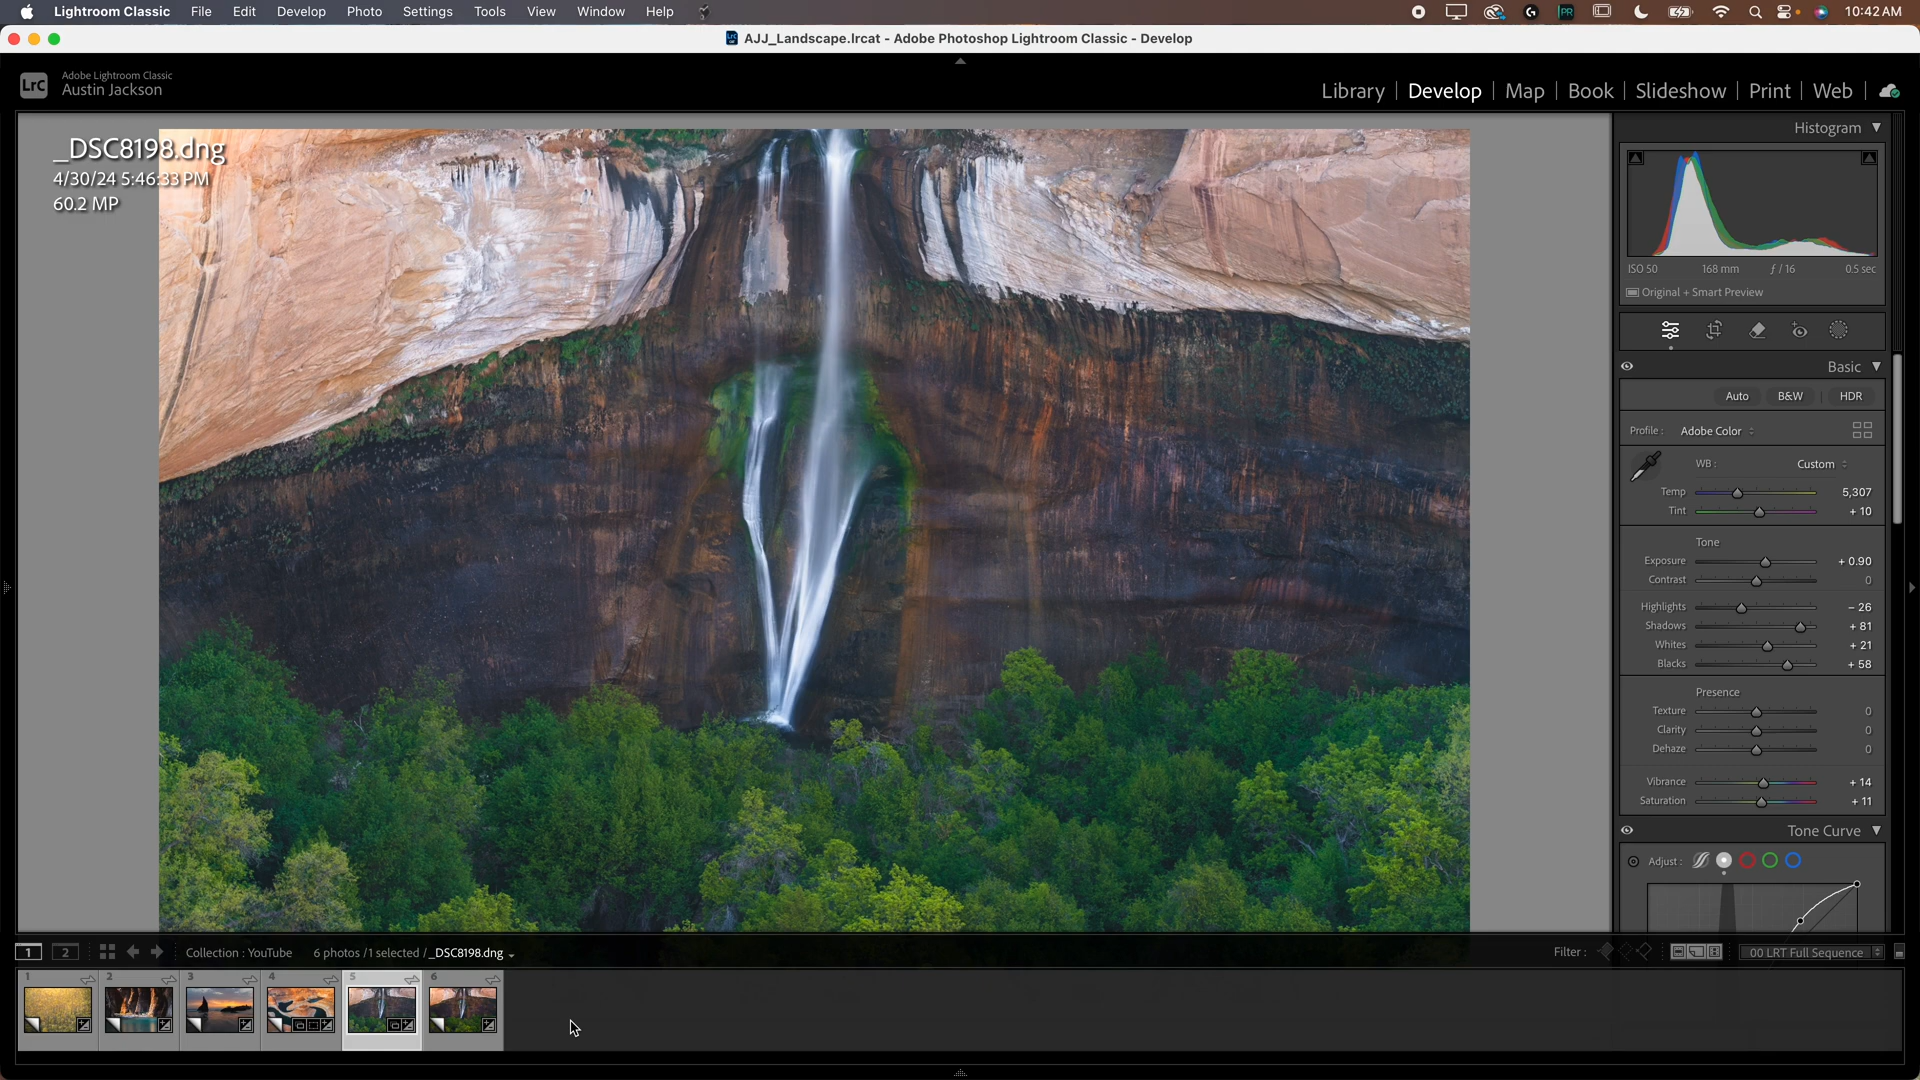 Lightroom Classic File Edit Develop Photo Settings Tools View Window Help
10:42 AM
AJJ_Landscape.lrcat - Adobe Photoshop Lightroom Classic - Develop
LrC
Adobe Lightroom Classic
Austin Jackson
Library | Develop | Map | Book | Slideshow | Print | Web
_DSC8198.dng
4/30/24 5:46:33 PM
60.2 MP
Histogram
ISO 50 168 mm ƒ / 16 0.5 sec
Original + Smart Preview
Basic
Auto B&W HDR
Profile : Adobe Color
WB : Custom
Temp 5,307
Tint + 10
Tone
Exposure + 0.90
Contrast 0
Highlights − 26
Shadows + 81
Whites + 21
Blacks + 58
Presence
Texture 0
Clarity 0
Dehaze 0
Vibrance + 14
Saturation + 11
Tone Curve
Adjust :
1 2 Collection : YouTube 6 photos / 1 selected / _DSC8198.dng Filter : 00 LRT Full Sequence
1 2 3 4 5 6